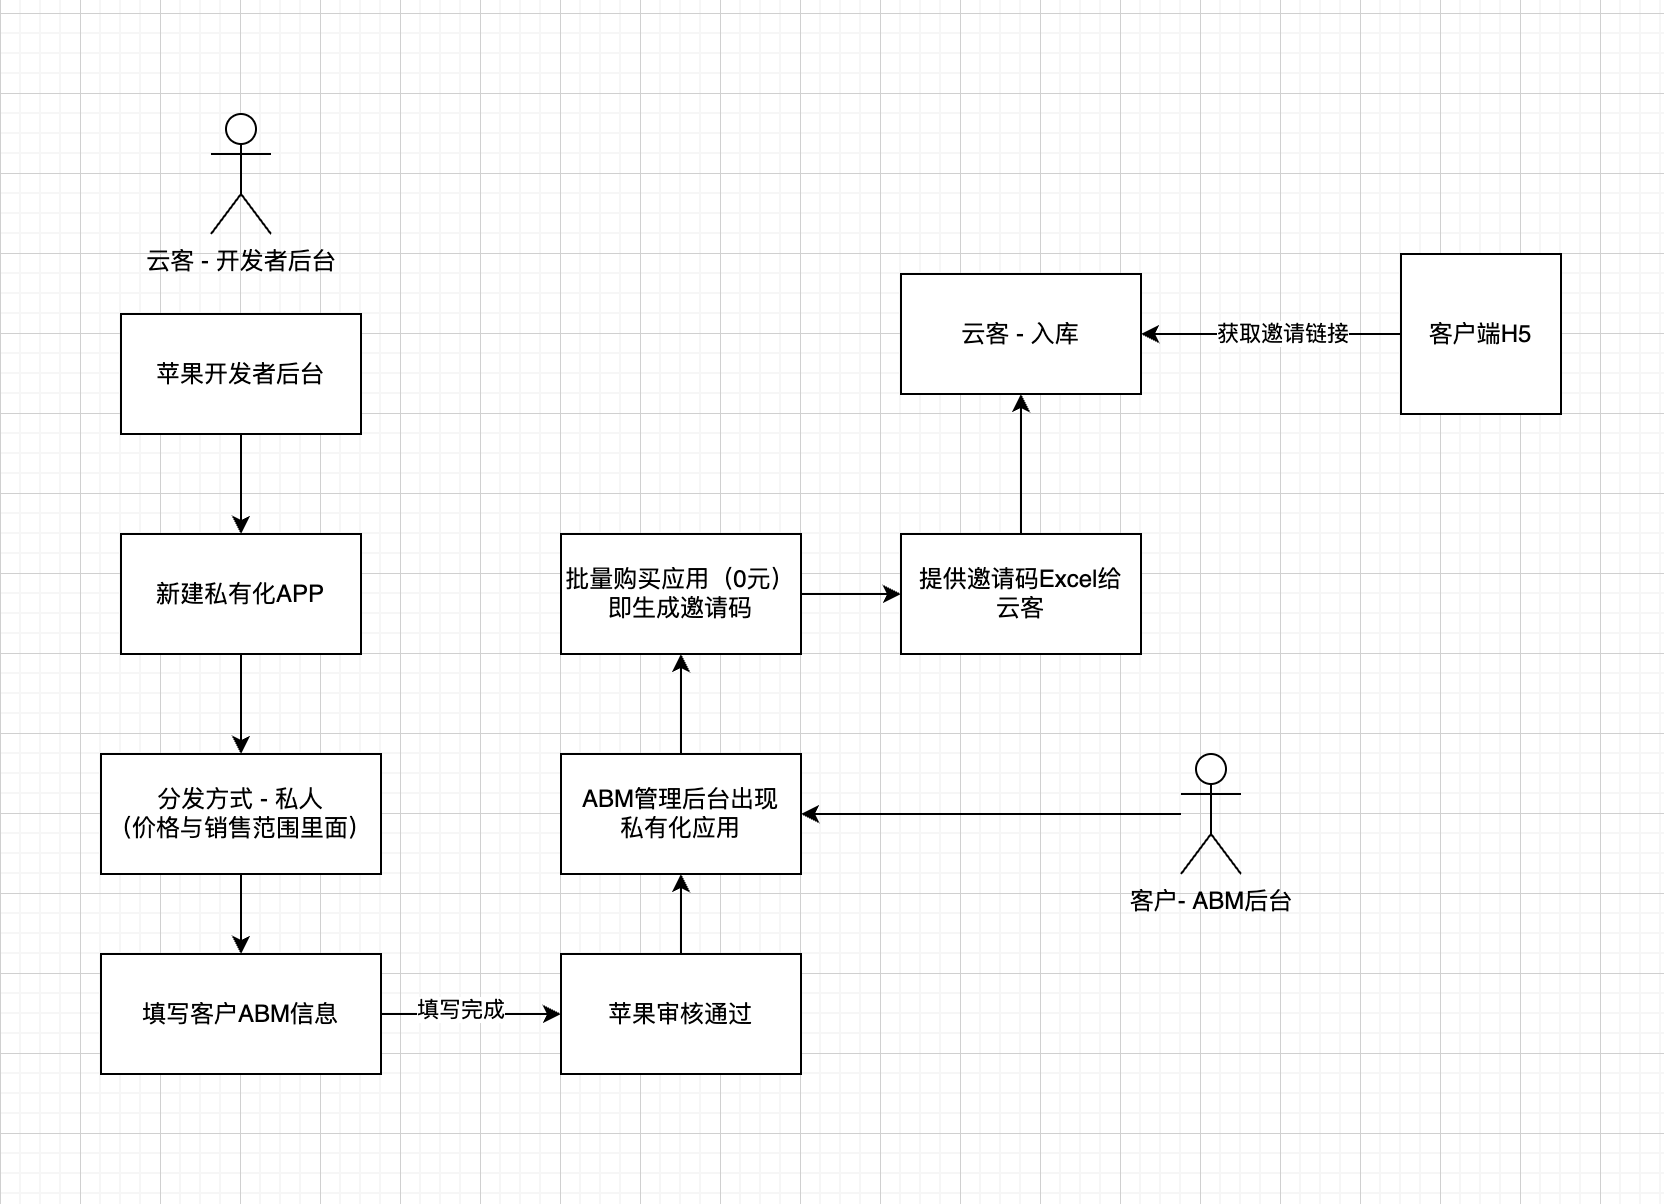 云客 - 开发者后台
苹果开发者后台
新建私有化APP
分发方式 - 私人
（价格与销售范围里面）
填写客户ABM信息
填写完成
苹果审核通过
ABM管理后台出现
私有化应用
批量购买应用（0元）
即生成邀请码
提供邀请码Excel给
云客
云客 - 入库
获取邀请链接
客户端H5
客户- ABM后台